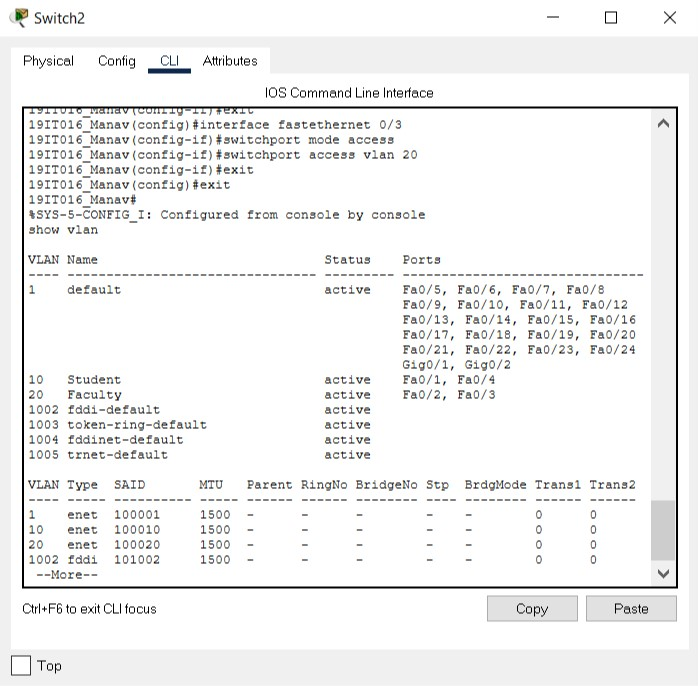 Switch2
Physical Config CLI Attributes
IOS Command Line Interface
19IT016_Manav(config-if)#exit
19IT016_Manav(config)#interface fastethernet 0/3
19IT016_Manav(config-if)#switchport mode access
19IT016_Manav(config-if)#switchport access vlan 20
19IT016_Manav(config-if)#exit
19IT016_Manav(config)#exit
19IT016_Manav#
%SYS-5-CONFIG_I: Configured from console by console
show vlan
VLAN Name                             Status    Ports
---- -------------------------------- --------- -------------------------------
1    default                          active    Fa0/5, Fa0/6, Fa0/7, Fa0/8
                                                Fa0/9, Fa0/10, Fa0/11, Fa0/12
                                                Fa0/13, Fa0/14, Fa0/15, Fa0/16
                                                Fa0/17, Fa0/18, Fa0/19, Fa0/20
                                                Fa0/21, Fa0/22, Fa0/23, Fa0/24
                                                Gig0/1, Gig0/2
10   Student                          active    Fa0/1, Fa0/4
20   Faculty                          active    Fa0/2, Fa0/3
1002 fddi-default                     active
1003 token-ring-default               active
1004 fddinet-default                  active
1005 trnet-default                    active
VLAN Type  SAID       MTU   Parent RingNo BridgeNo Stp  BrdgMode Trans1 Trans2
---- ----- ---------- ----- ------ ------ -------- ---- -------- ------ ------
1    enet  100001     1500  -      -      -        -    -        0      0
10   enet  100010     1500  -      -      -        -    -        0      0
20   enet  100020     1500  -      -      -        -    -        0      0
1002 fddi  101002     1500  -      -      -        -    -        0      0
 --More--
Ctrl+F6 to exit CLI focus
Copy Paste
Top